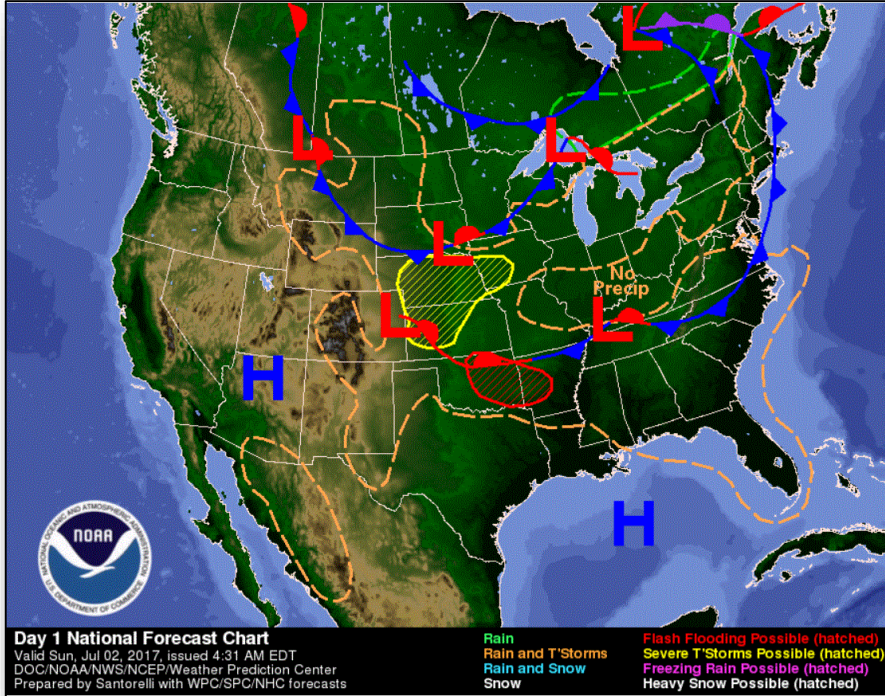 L
L
L
L
No
Precip
L
L
H
H
NATIONAL OCEANIC AND ATMOSPHERIC ADMINISTRATION
NOAA
U.S. DEPARTMENT OF COMMERCE
Day 1 National Forecast Chart
Valid Sun, Jul 02, 2017, issued 4:31 AM EDT
DOC/NOAA/NWS/NCEP/Weather Prediction Center
Prepared by Santorelli with WPC/SPC/NHC forecasts
Rain
Rain and T'Storms
Rain and Snow
Snow
Flash Flooding Possible (hatched)
Severe T'Storms Possible (hatched)
Freezing Rain Possible (hatched)
Heavy Snow Possible (hatched)